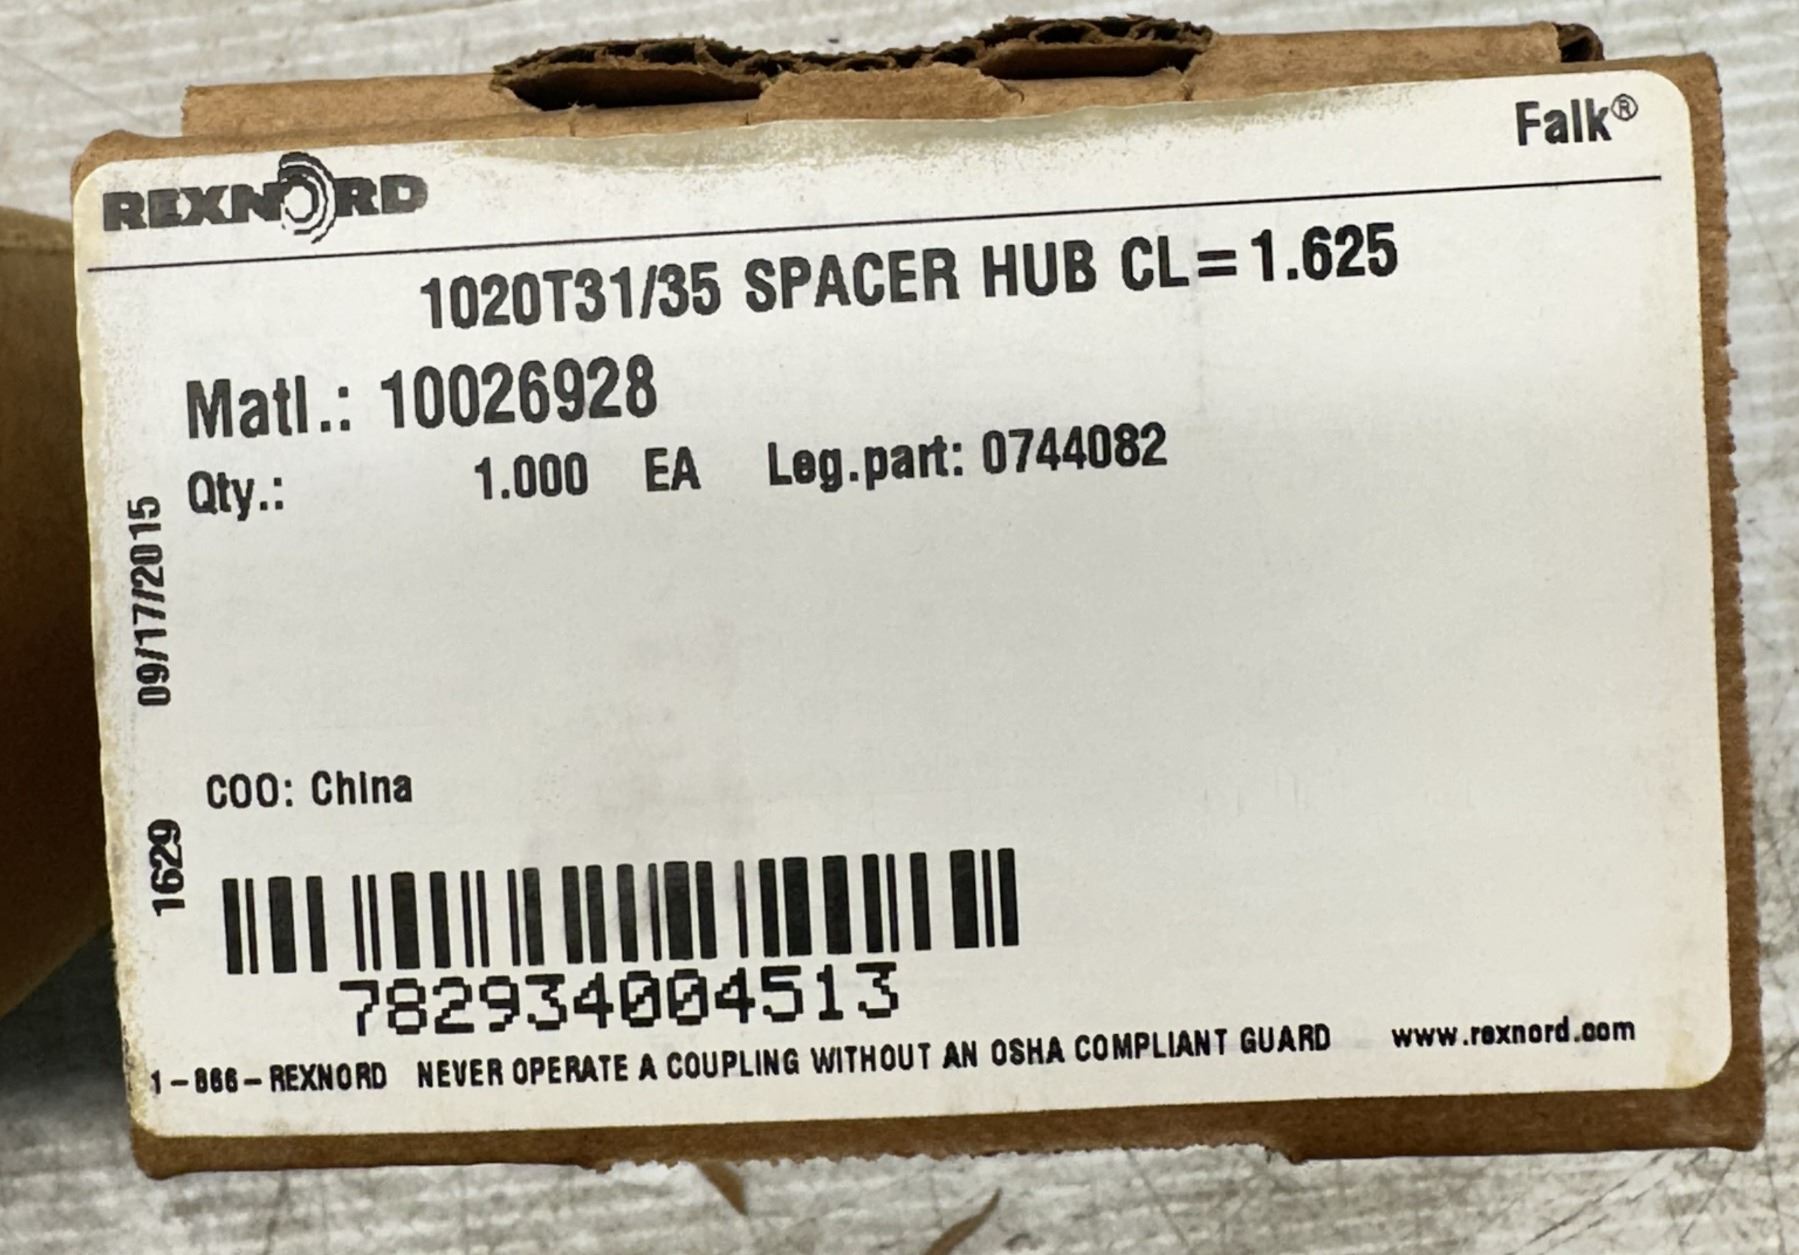 REXNORD
Falk®
1020T31/35 SPACER HUB CL=1.625
Matl.: 10026928
Qty.: 1.000 EA Leg.part: 0744082
09/17/2015
COO: China
1629
782934004513
1-866-REXNORD NEVER OPERATE A COUPLING WITHOUT AN OSHA COMPLIANT GUARD www.rexnord.com